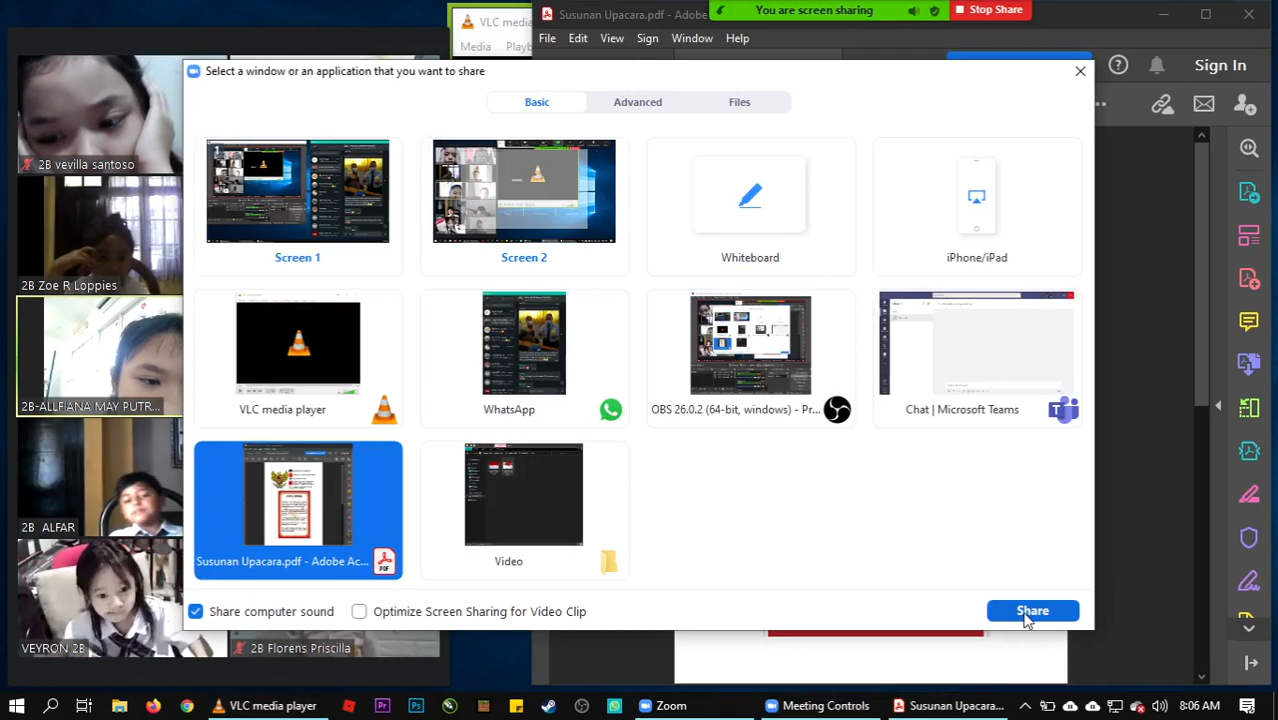 VLC media
Media Playb
Susunan Upacara.pdf - Adobe
You are screen sharing
Stop Share
File Edit View Sign Window Help
Sign In
Select a window or an application that you want to share
Basic Advanced Files
Screen 1 Screen 2 Whiteboard iPhone/iPad
VLC media player WhatsApp OBS 26.0.2 (64-bit, windows) - Pr... Chat | Microsoft Teams
Susunan Upacara.pdf - Adobe Ac... Video
Share computer sound Optimize Screen Sharing for Video Clip Share
2B vevilla santoso
2B Zoe R Loppies
2B-ALLFIANA MAY PUTR...
2B ALFAR
VEYRON 2B 2B Florens Priscilla
VLC media player Zoom Meeting Controls Susunan Upacara.... 8:06 AM